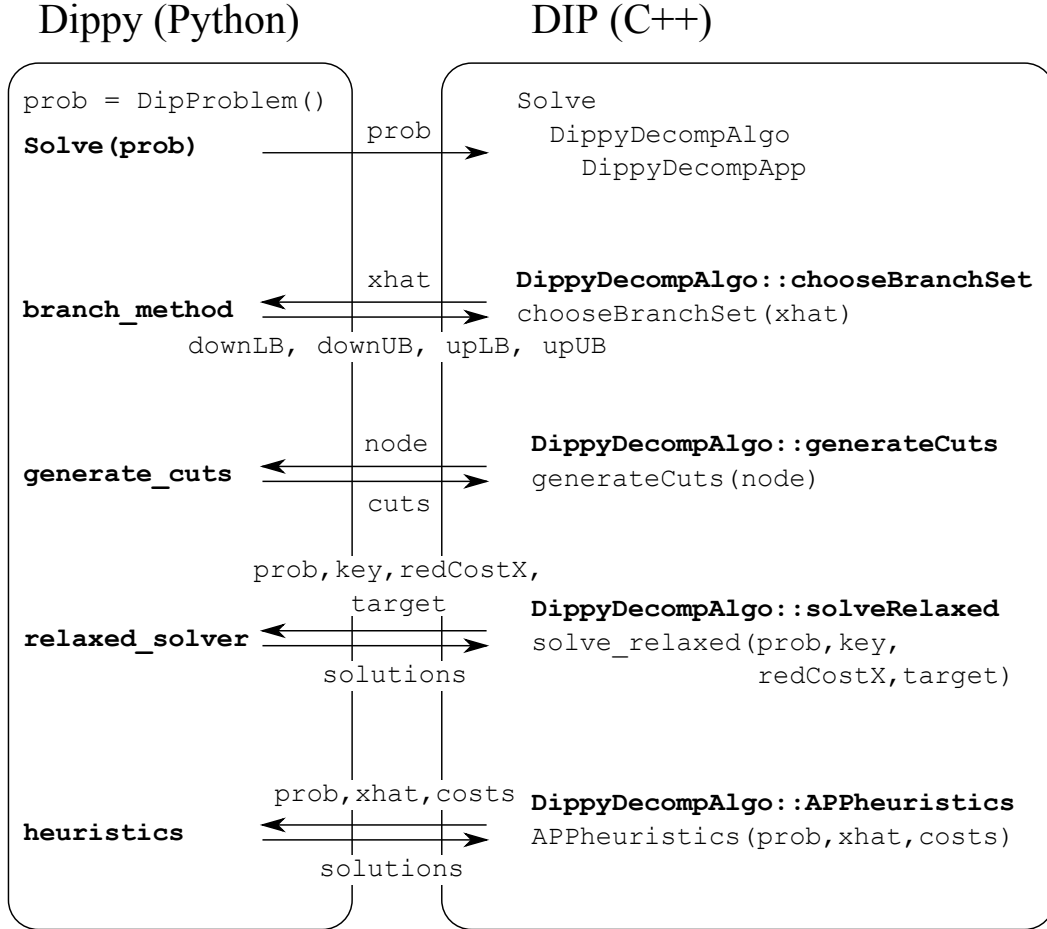 Dippy (Python)
DIP (C++)
prob = DipProblem()
Solve(prob)
prob
Solve
DippyDecompAlgo
DippyDecompApp
xhat
branch_method
downLB, downUB, upLB, upUB
DippyDecompAlgo::chooseBranchSet
chooseBranchSet(xhat)
node
generate_cuts
cuts
DippyDecompAlgo::generateCuts
generateCuts(node)
prob,key,redCostX,
target
relaxed_solver
solutions
DippyDecompAlgo::solveRelaxed
solve_relaxed(prob,key,
redCostX,target)
prob,xhat,costs
heuristics
solutions
DippyDecompAlgo::APPheuristics
APPheuristics(prob,xhat,costs)